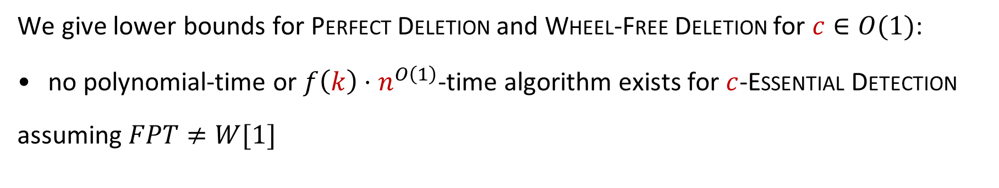 We give lower bounds for PERFECT DELETION and WHEEL-FREE DELETION for c ∈ O(1):
• no polynomial-time or f(k) · n^{O(1)}-time algorithm exists for c-ESSENTIAL DETECTION
assuming FPT ≠ W[1]